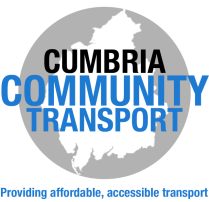 CUMBRIA
COMMUNITY
TRANSPORT
Providing affordable, accessible transport